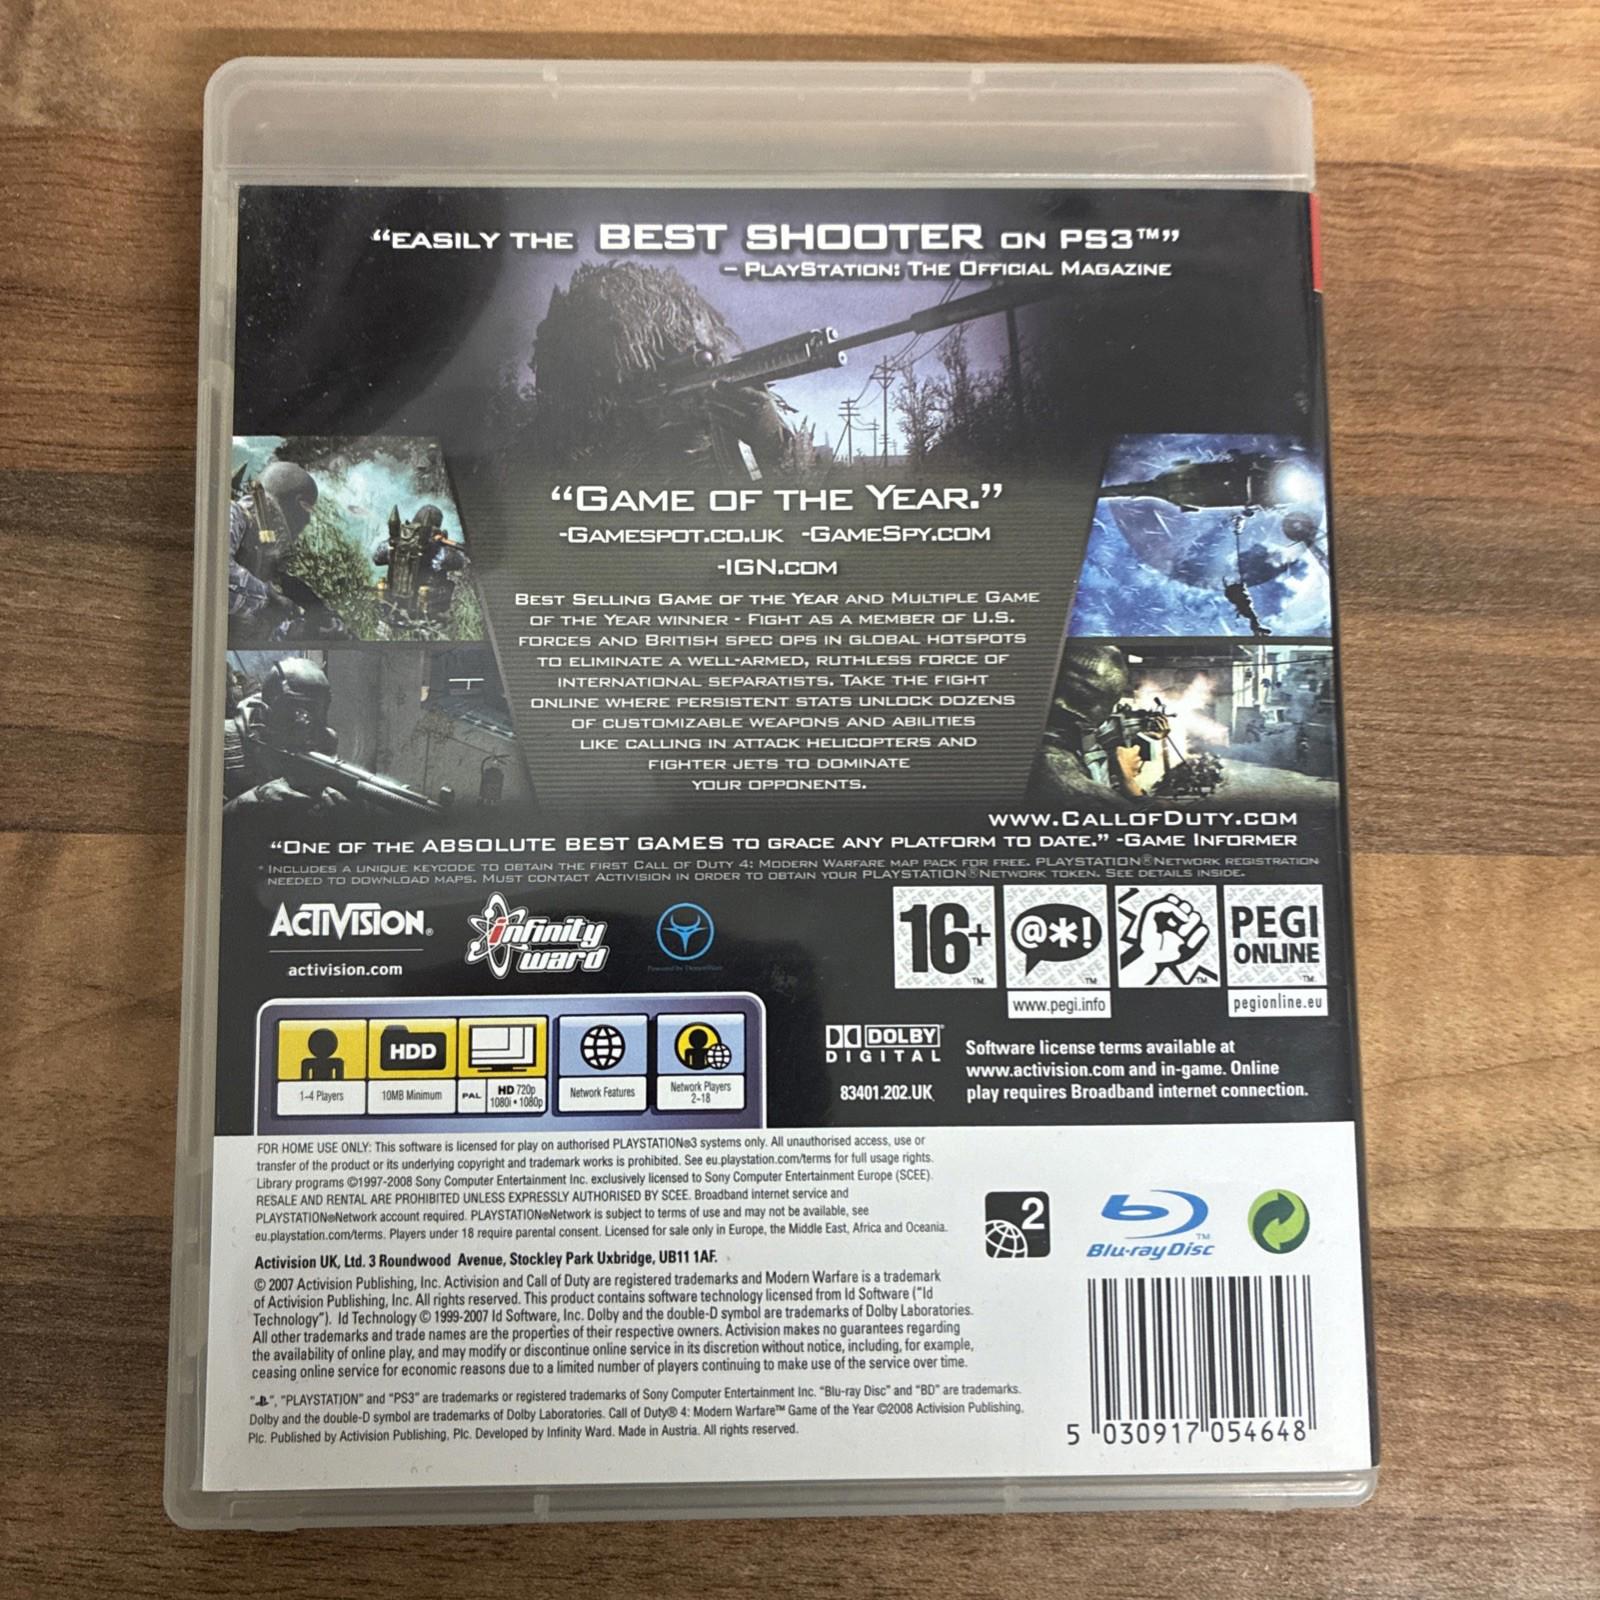 “EASILY THE BEST SHOOTER ON PS3™”
– PLAYSTATION: THE OFFICIAL MAGAZINE
“GAME OF THE YEAR.”
-GAMESPOT.CO.UK -GAMESPY.COM
-IGN.COM
BEST SELLING GAME OF THE YEAR AND MULTIPLE GAME
OF THE YEAR WINNER - FIGHT AS A MEMBER OF U.S.
FORCES AND BRITISH SPEC OPS IN GLOBAL HOTSPOTS
TO ELIMINATE A WELL-ARMED, RUTHLESS FORCE OF
INTERNATIONAL SEPARATISTS. TAKE THE FIGHT
ONLINE WHERE PERSISTENT STATS UNLOCK DOZENS
OF CUSTOMIZABLE WEAPONS AND ABILITIES
LIKE CALLING IN ATTACK HELICOPTERS AND
FIGHTER JETS TO DOMINATE
YOUR OPPONENTS.
WWW.CALLOFDUTY.COM
“ONE OF THE ABSOLUTE BEST GAMES TO GRACE ANY PLATFORM TO DATE.” -GAME INFORMER
* INCLUDES A UNIQUE KEYCODE TO OBTAIN THE FIRST CALL OF DUTY 4: MODERN WARFARE MAP PACK FOR FREE. PLAYSTATION®NETWORK REGISTRATION
NEEDED TO DOWNLOAD MAPS. MUST CONTACT ACTIVISION IN ORDER TO OBTAIN YOUR PLAYSTATION®NETWORK TOKEN. SEE DETAILS INSIDE.
ACTIVISION®
activision.com
infinity
ward
Powered by DemonWare
16+
@*!
PEGI
ONLINE
www.pegi.info
pegionline.eu
HDD
1-4 Players
10MB Minimum
PAL
HD 720p
1080i • 1080p
Network Features
Network Players
2-18
DOLBY
DIGITAL
83401.202.UK
Software license terms available at
www.activision.com and in-game. Online
play requires Broadband internet connection.
FOR HOME USE ONLY: This software is licensed for play on authorised PLAYSTATION®3 systems only. All unauthorised access, use or
transfer of the product or its underlying copyright and trademark works is prohibited. See eu.playstation.com/terms for full usage rights.
Library programs ©1997-2008 Sony Computer Entertainment Inc. exclusively licensed to Sony Computer Entertainment Europe (SCEE).
RESALE AND RENTAL ARE PROHIBITED UNLESS EXPRESSLY AUTHORISED BY SCEE. Broadband internet service and
PLAYSTATION®Network account required. PLAYSTATION®Network is subject to terms of use and may not be available, see
eu.playstation.com/terms. Players under 18 require parental consent. Licensed for sale only in Europe, the Middle East, Africa and Oceania.
Activision UK, Ltd. 3 Roundwood Avenue, Stockley Park Uxbridge, UB11 1AF.
© 2007 Activision Publishing, Inc. Activision and Call of Duty are registered trademarks and Modern Warfare is a trademark
of Activision Publishing, Inc. All rights reserved. This product contains software technology licensed from Id Software (“Id
Technology”). Id Technology © 1999-2007 Id Software, Inc. Dolby and the double-D symbol are trademarks of Dolby Laboratories.
All other trademarks and trade names are the properties of their respective owners. Activision makes no guarantees regarding
the availability of online play, and may modify or discontinue online service in its discretion without notice, including, for example,
ceasing online service for economic reasons due to a limited number of players continuing to make use of the service over time.
“ ”, “PLAYSTATION” and “PS3” are trademarks or registered trademarks of Sony Computer Entertainment Inc. “Blu-ray Disc” and “BD” are trademarks.
Dolby and the double-D symbol are trademarks of Dolby Laboratories. Call of Duty® 4: Modern Warfare™ Game of the Year ©2008 Activision Publishing,
Plc. Published by Activision Publishing, Plc. Developed by Infinity Ward. Made in Austria. All rights reserved.
2
Blu-ray Disc™
5 030917 054648